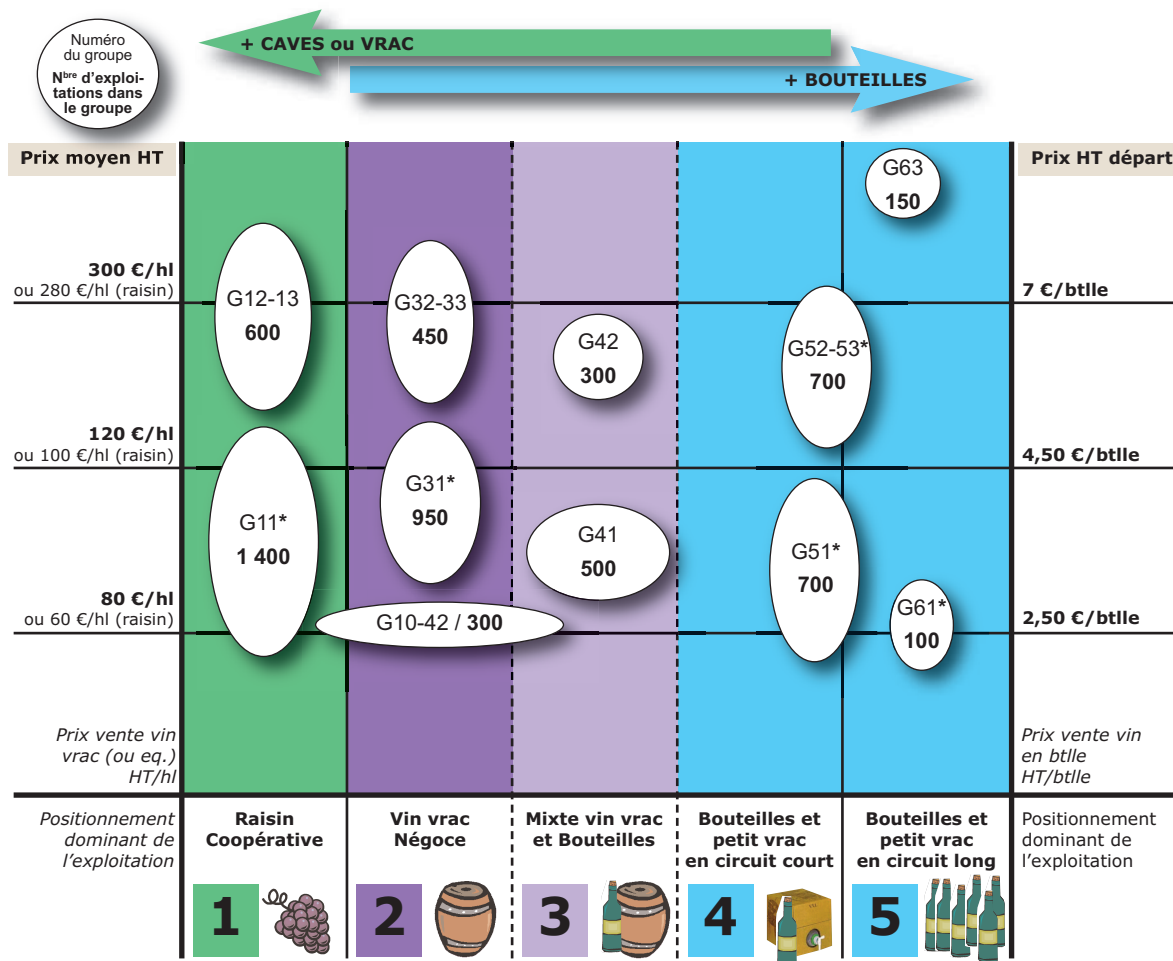 Numéro
du groupe
Nbre d'exploi-
tations dans
le groupe
+ CAVES ou VRAC
+ BOUTEILLES
Prix moyen HT
Prix HT départ
G63
150
300 €/hl
ou 280 €/hl (raisin)
7 €/btlle
G12-13
600
G32-33
450
G42
300
G52-53*
700
120 €/hl
ou 100 €/hl (raisin)
4,50 €/btlle
G11*
1 400
G31*
950
G41
500
G51*
700
G61*
100
80 €/hl
ou 60 €/hl (raisin)
2,50 €/btlle
G10-42 / 300
Prix vente vin
vrac (ou eq.)
HT/hl
Prix vente vin
en btlle
HT/btlle
Positionnement
dominant de
l'exploitation
Raisin
Coopérative
Vin vrac
Négoce
Mixte vin vrac
et Bouteilles
Bouteilles et
petit vrac
en circuit court
Bouteilles et
petit vrac
en circuit long
Positionnement
dominant de
l'exploitation
1
2
3
4
5